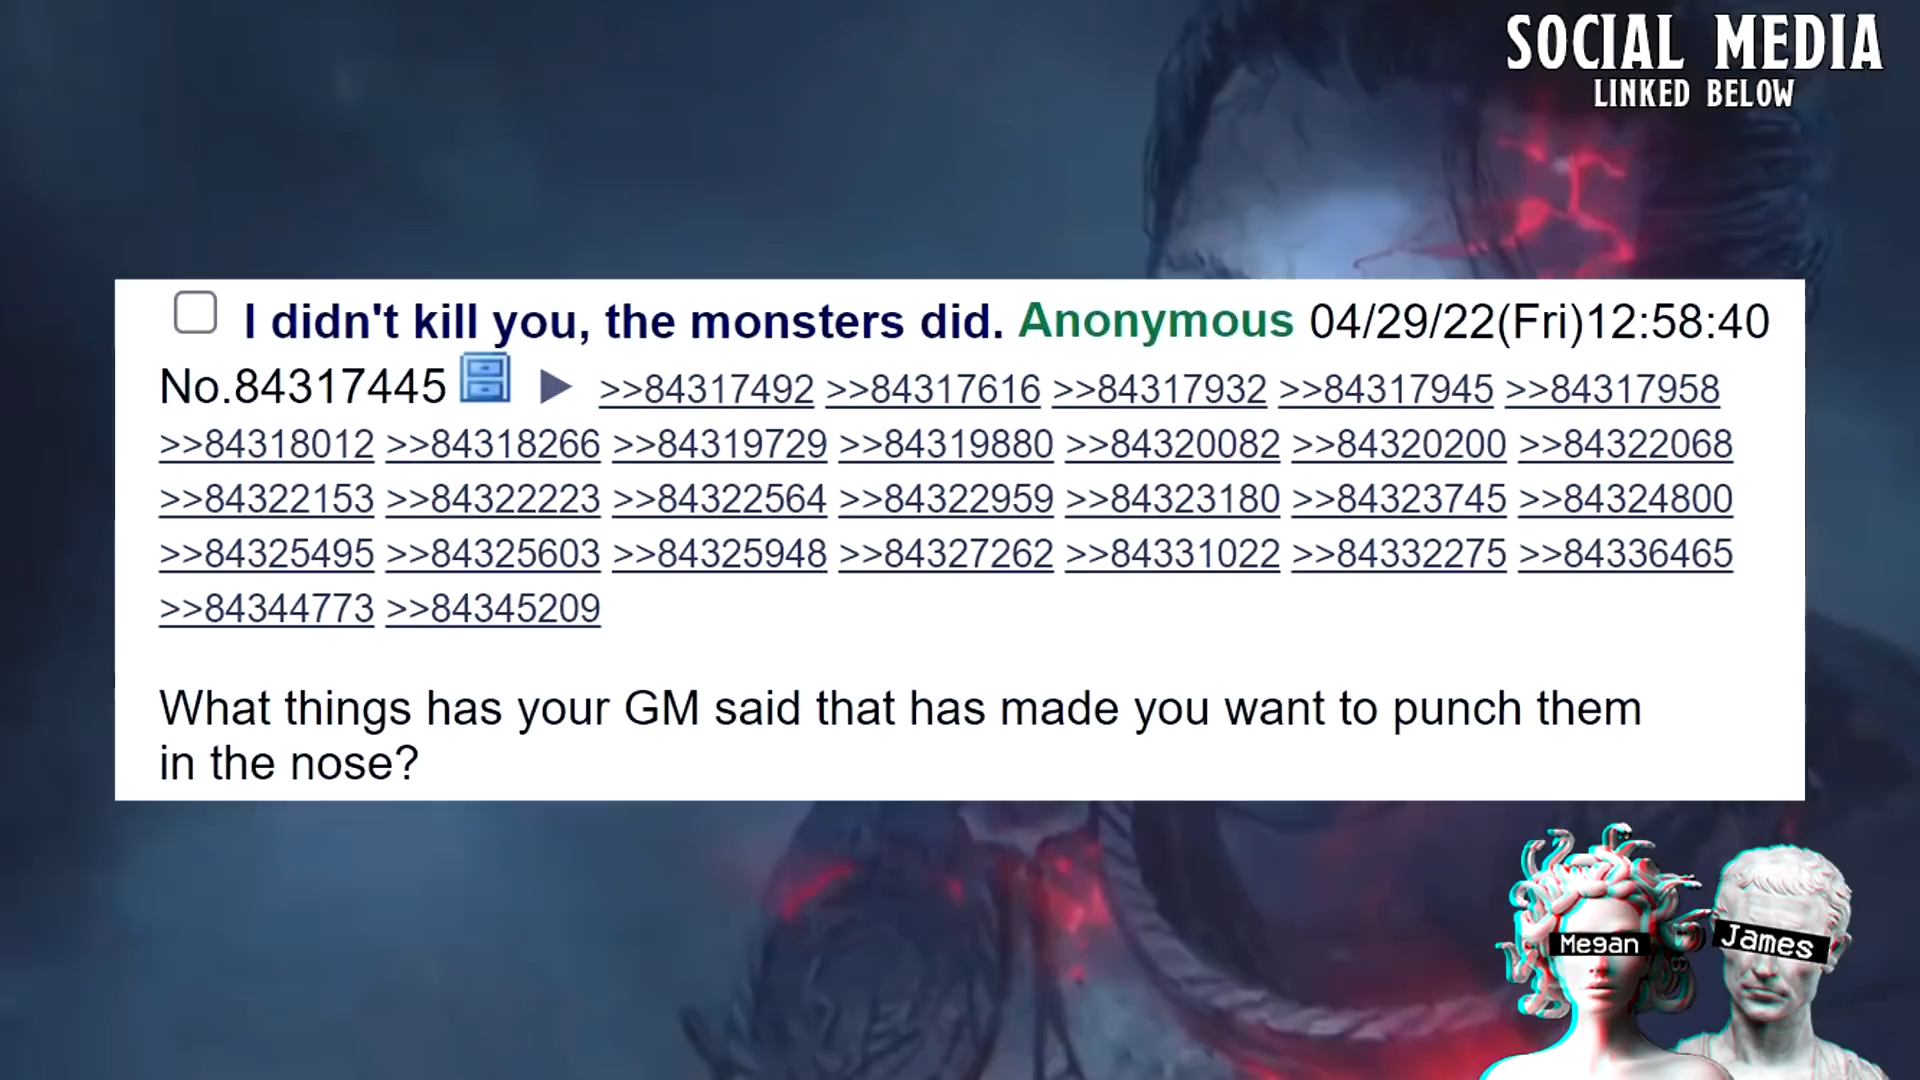 SOCIAL MEDIA
LINKED BELOW
I didn't kill you, the monsters did. Anonymous 04/29/22(Fri)12:58:40
No.84317445 ▶ >>84317492 >>84317616 >>84317932 >>84317945 >>84317958
>>84318012 >>84318266 >>84319729 >>84319880 >>84320082 >>84320200 >>84322068
>>84322153 >>84322223 >>84322564 >>84322959 >>84323180 >>84323745 >>84324800
>>84325495 >>84325603 >>84325948 >>84327262 >>84331022 >>84332275 >>84336465
>>84344773 >>84345209
What things has your GM said that has made you want to punch them
in the nose?
Megan
James